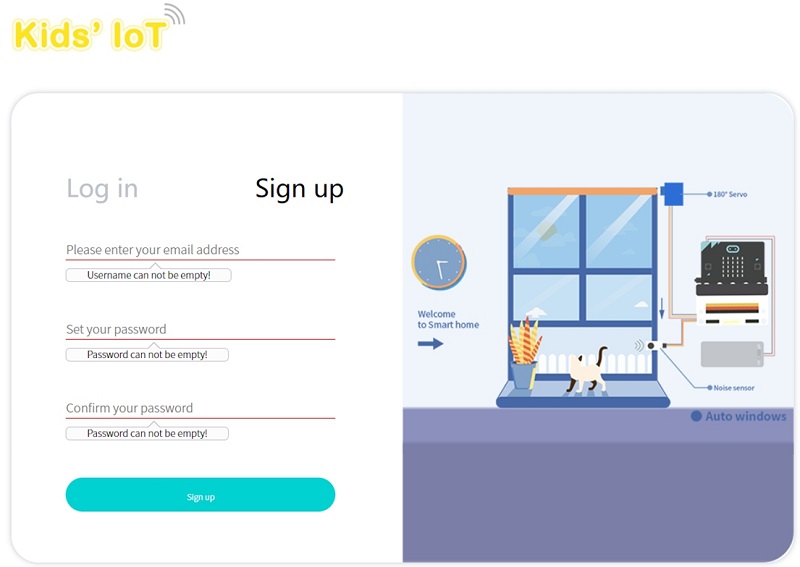 Kids' IoT
Log in
Sign up
Please enter your email address
Username can not be empty!
Set your password
Password can not be empty!
Confirm your password
Password can not be empty!
Sign up
180° Servo
Welcome
to Smart home
Noise sensor
Auto windows